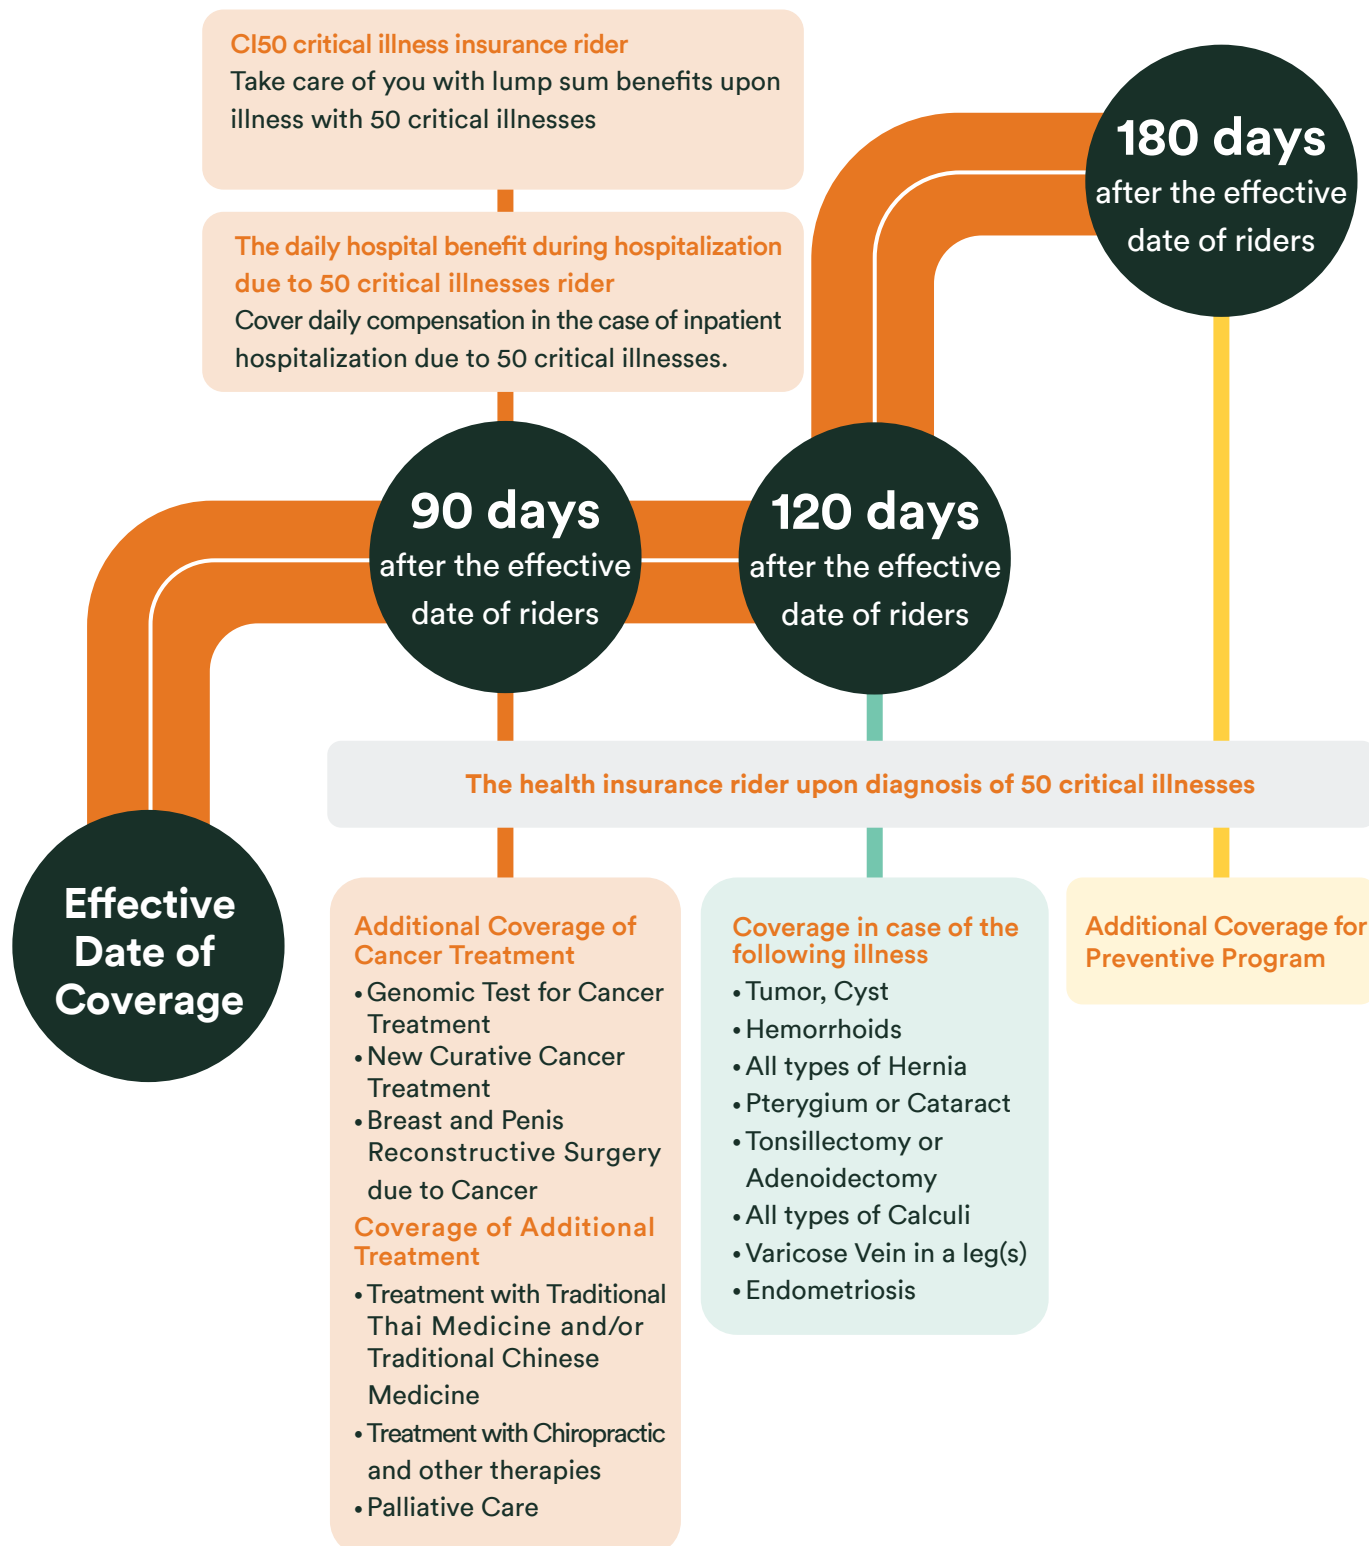 CI50 critical illness insurance rider
Take care of you with lump sum benefits upon
illness with 50 critical illnesses
The daily hospital benefit during hospitalization
due to 50 critical illnesses rider
Cover daily compensation in the case of inpatient
hospitalization due to 50 critical illnesses.
180 days
after the effective
date of riders
90 days
after the effective
date of riders
120 days
after the effective
date of riders
The health insurance rider upon diagnosis of 50 critical illnesses
Effective
Date of
Coverage
Additional Coverage of
Cancer Treatment
• Genomic Test for Cancer
Treatment
• New Curative Cancer
Treatment
• Breast and Penis
Reconstructive Surgery
due to Cancer
Coverage of Additional
Treatment
• Treatment with Traditional
Thai Medicine and/or
Traditional Chinese
Medicine
• Treatment with Chiropractic
and other therapies
• Palliative Care
Coverage in case of the
following illness
• Tumor, Cyst
• Hemorrhoids
• All types of Hernia
• Pterygium or Cataract
• Tonsillectomy or
Adenoidectomy
• All types of Calculi
• Varicose Vein in a leg(s)
• Endometriosis
Additional Coverage for
Preventive Program